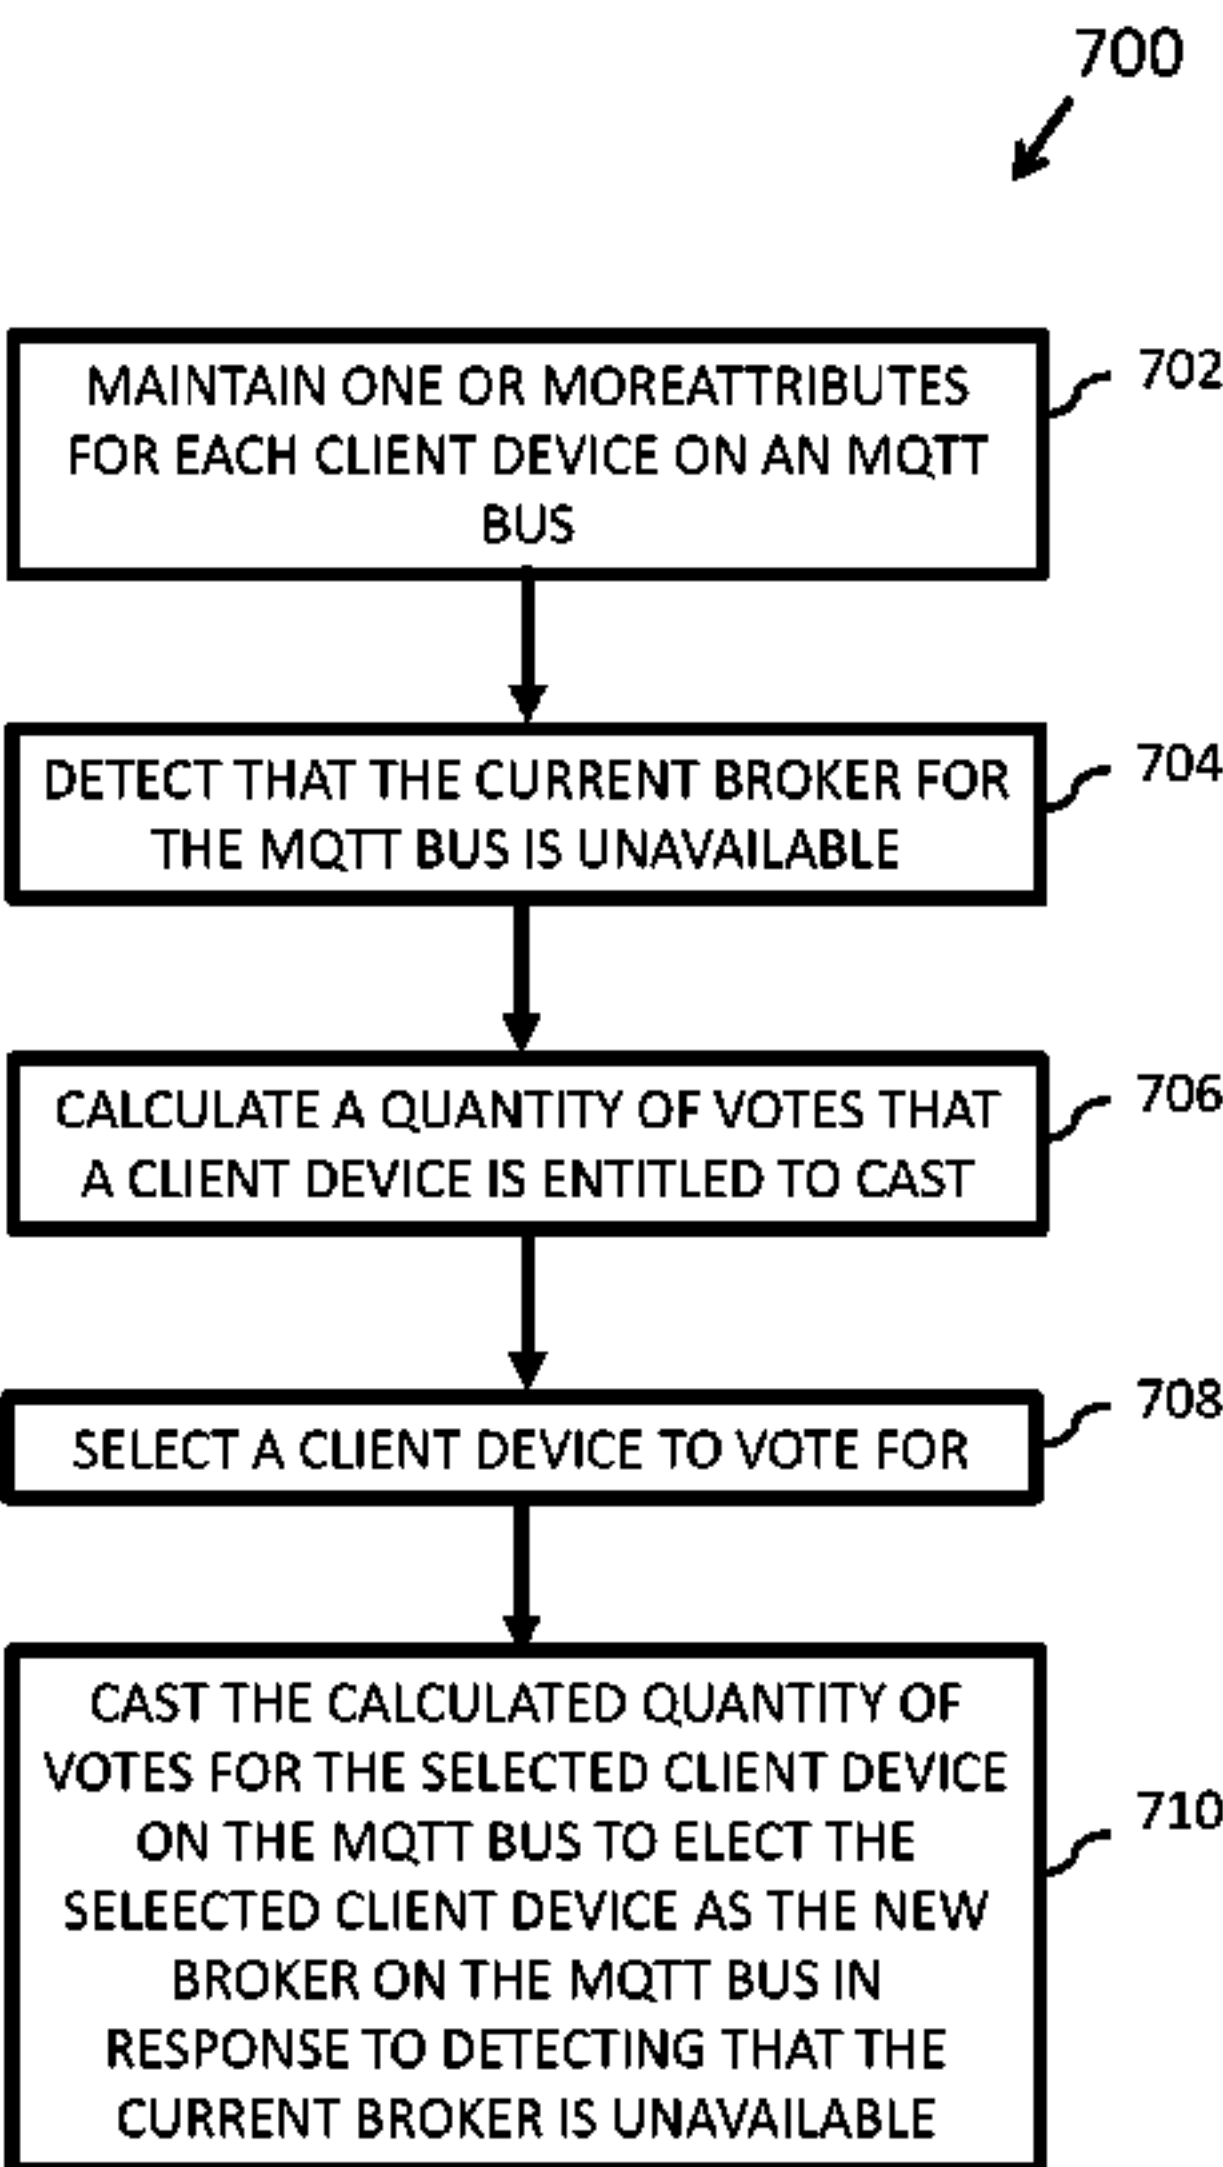 700
MAINTAIN ONE OR MOREATTRIBUTES
FOR EACH CLIENT DEVICE ON AN MQTT
BUS
702
DETECT THAT THE CURRENT BROKER FOR
THE MQTT BUS IS UNAVAILABLE
704
CALCULATE A QUANTITY OF VOTES THAT
A CLIENT DEVICE IS ENTITLED TO CAST
706
SELECT A CLIENT DEVICE TO VOTE FOR
708
CAST THE CALCULATED QUANTITY OF
VOTES FOR THE SELECTED CLIENT DEVICE
ON THE MQTT BUS TO ELECT THE
SELEECTED CLIENT DEVICE AS THE NEW
BROKER ON THE MQTT BUS IN
RESPONSE TO DETECTING THAT THE
CURRENT BROKER IS UNAVAILABLE
710